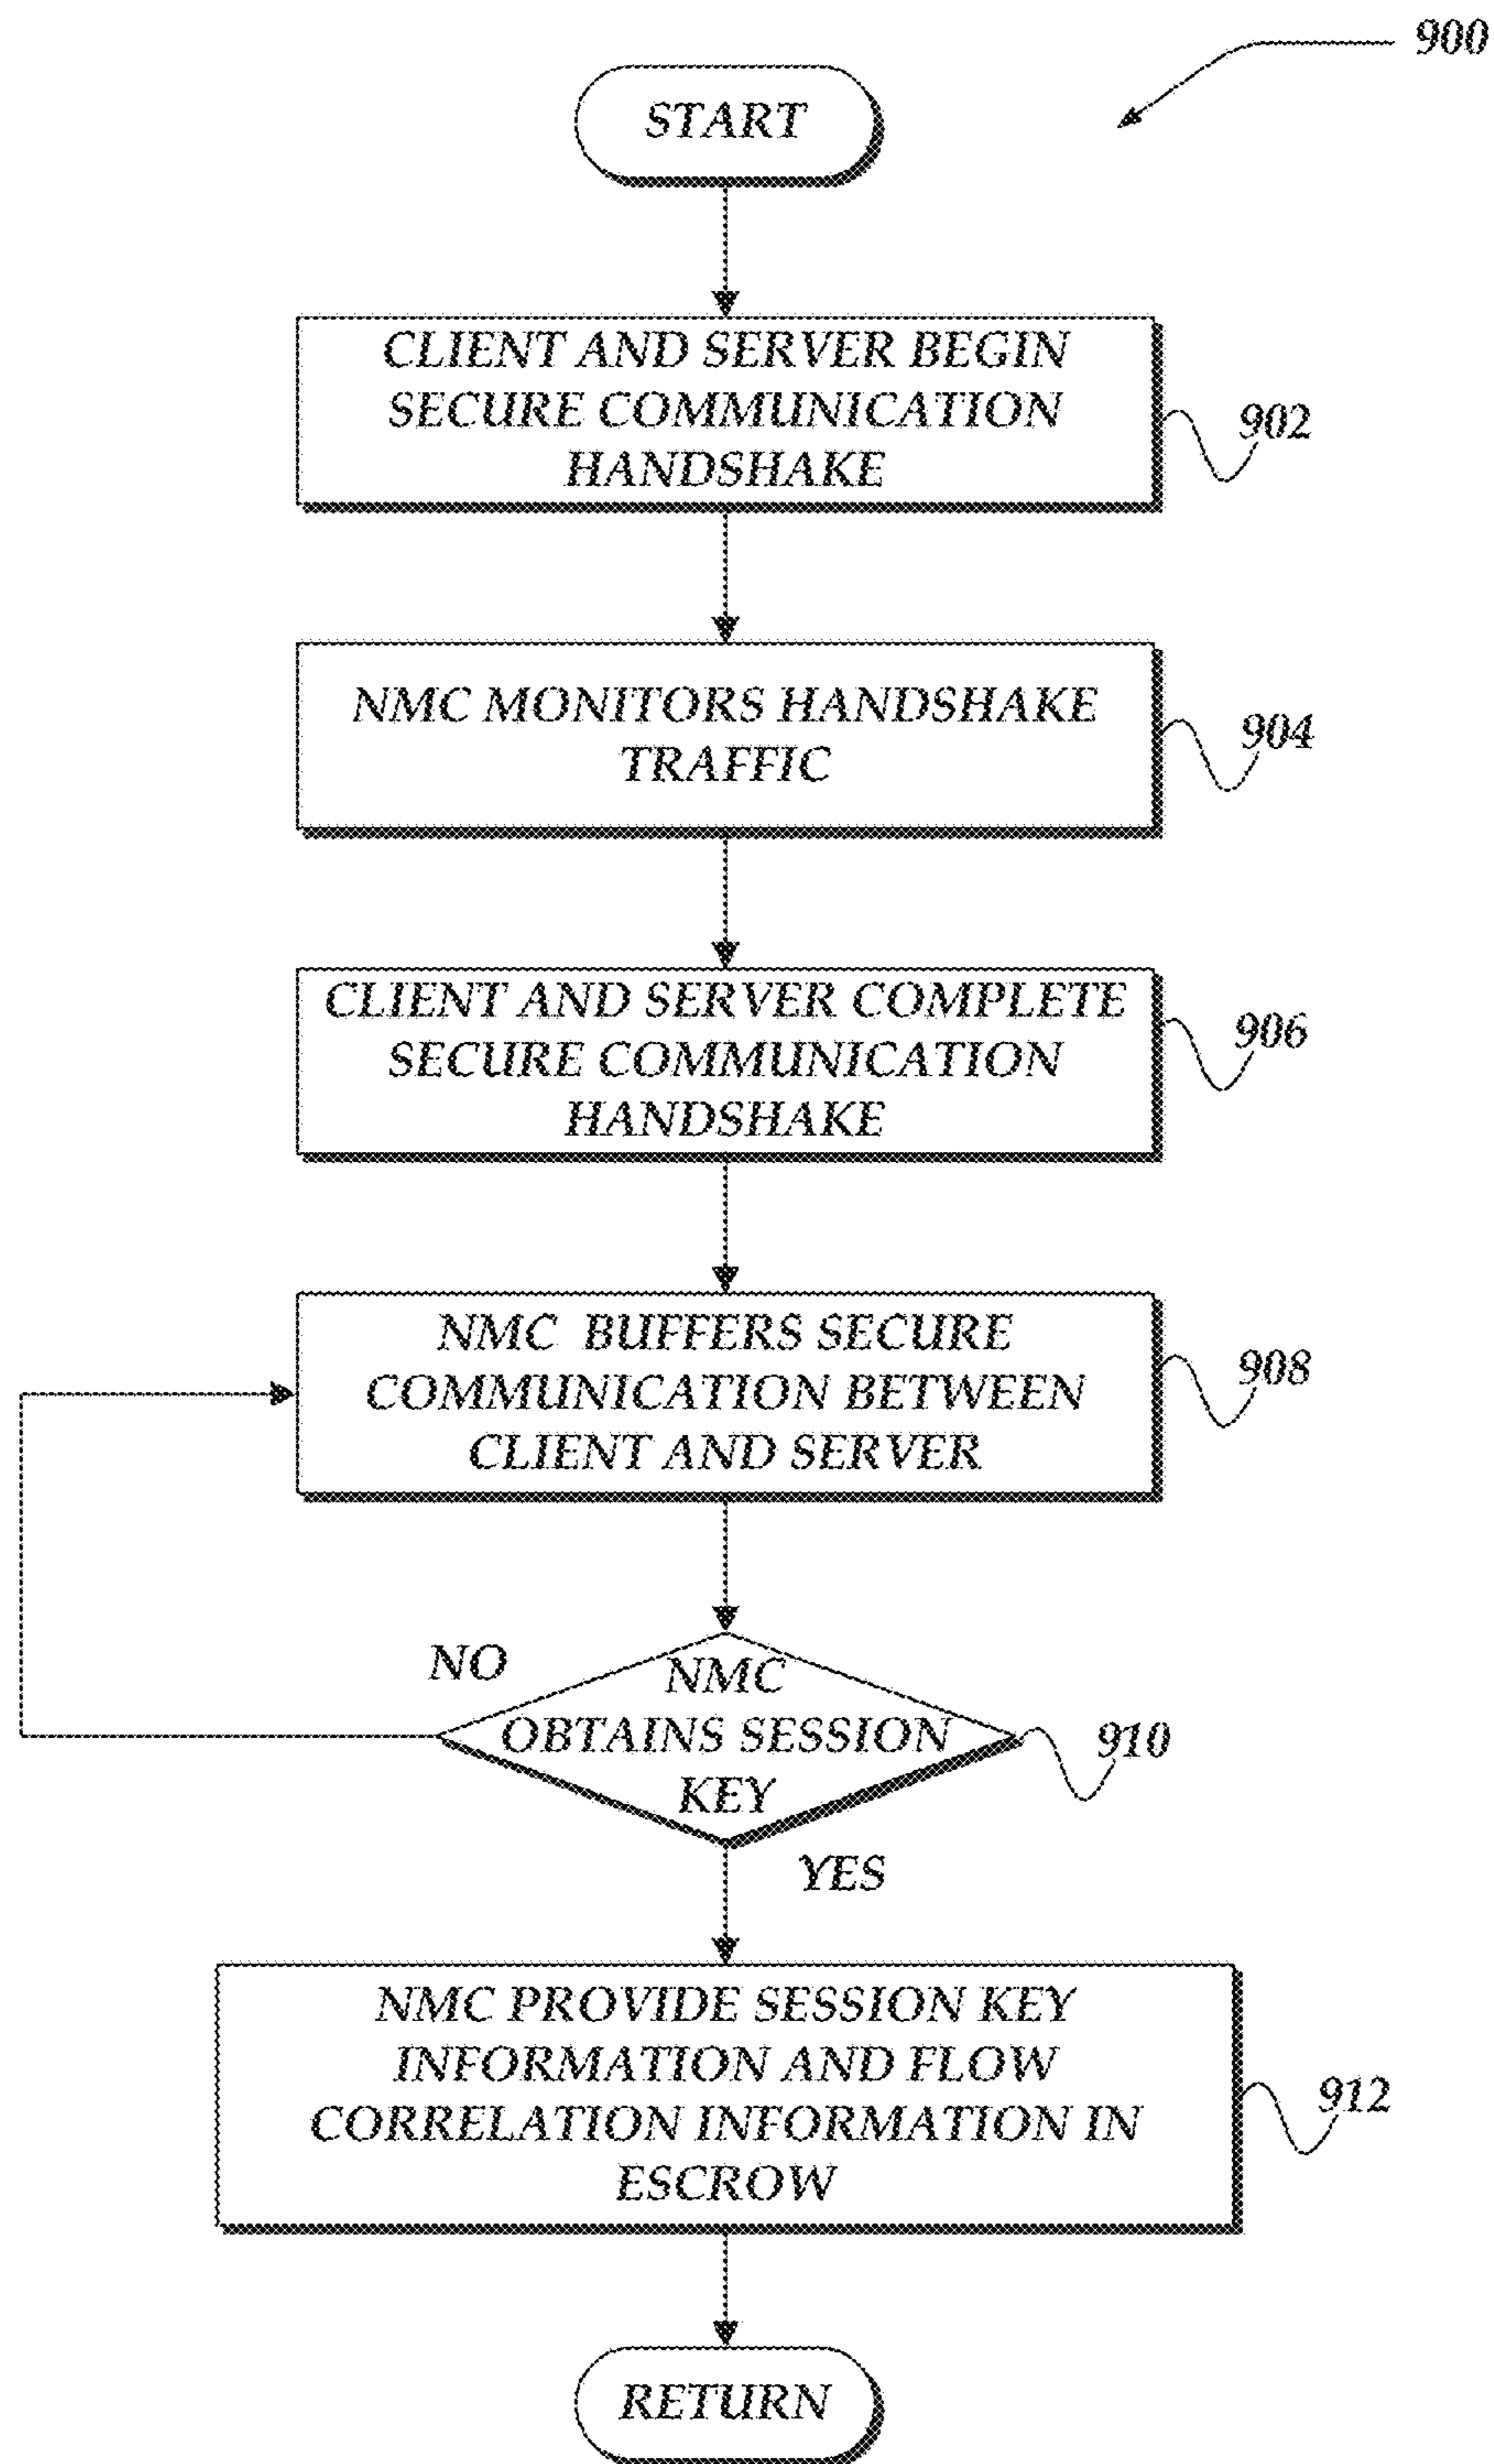 900
START
CLIENT AND SERVER BEGIN
SECURE COMMUNICATION
HANDSHAKE
902
NMC MONITORS HANDSHAKE
TRAFFIC
904
CLIENT AND SERVER COMPLETE
SECURE COMMUNICATION
HANDSHAKE
906
NMC BUFFERS SECURE
COMMUNICATION BETWEEN
CLIENT AND SERVER
908
NO
NMC
OBTAINS SESSION
KEY
910
YES
NMC PROVIDE SESSION KEY
INFORMATION AND FLOW
CORRELATION INFORMATION IN
ESCROW
912
RETURN